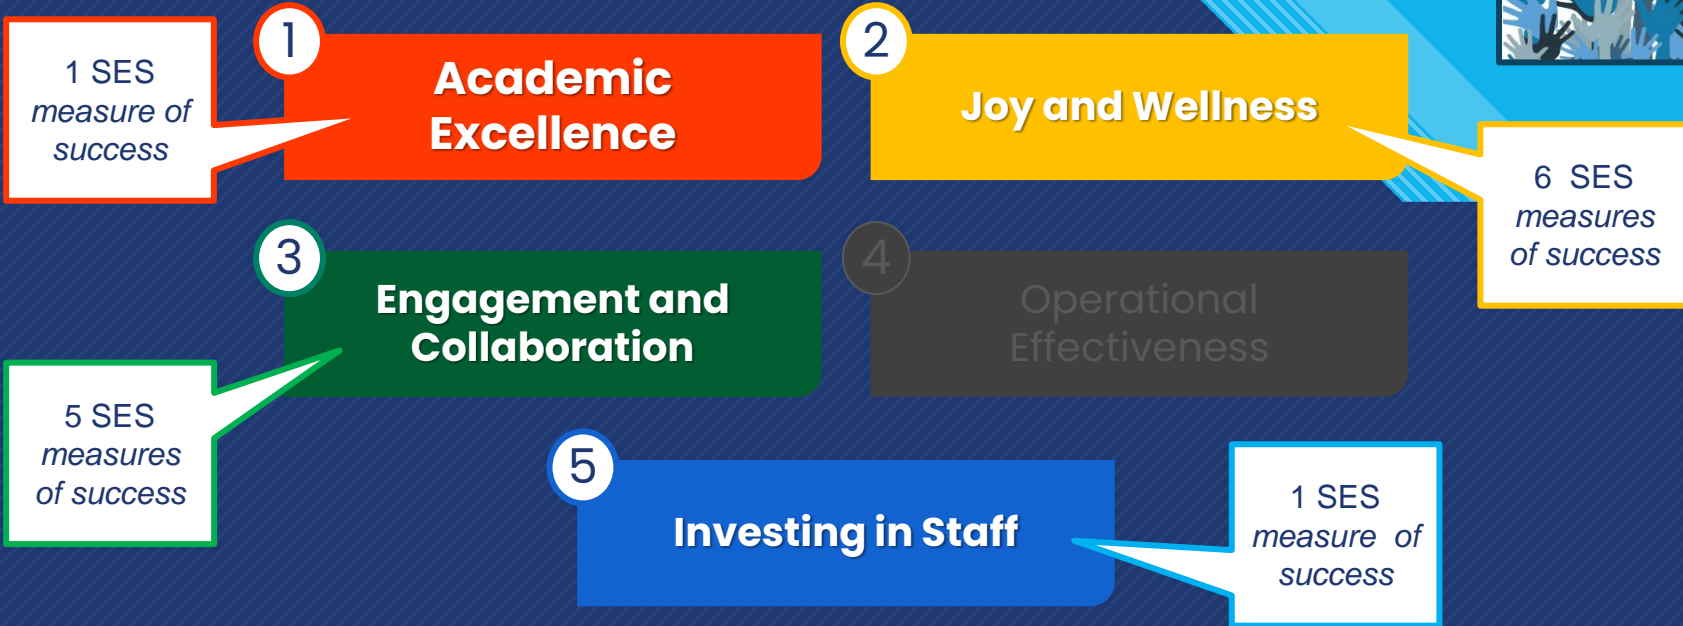 1 SES
measure of
success
1
Academic
Excellence
2
Joy and Wellness
6 SES
measures
of success
3
Engagement and
Collaboration
5 SES
measures
of success
4
Operational
Effectiveness
5
Investing in Staff
1 SES
measure of
success